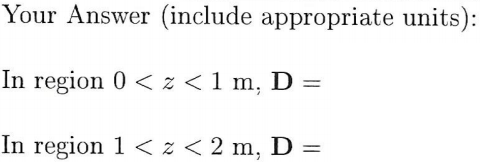 Your Answer (include appropriate units):
In region 0 < z < 1 m, D =
In region 1 < z < 2 m, D =